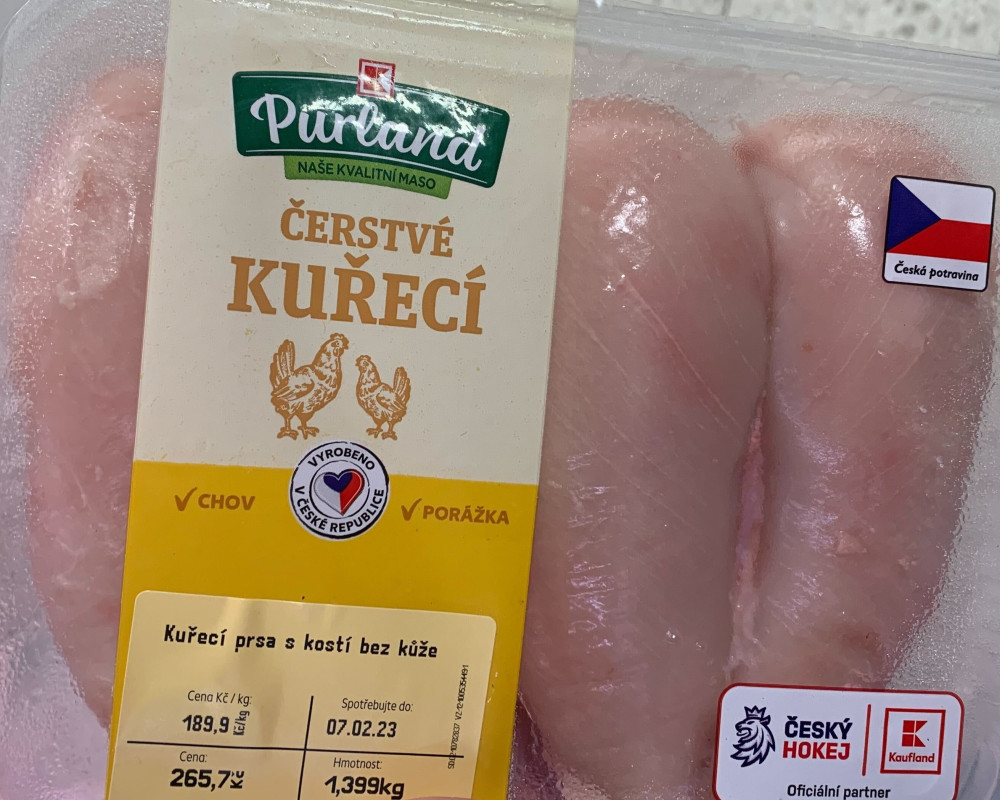 K
Purland
NAŠE KVALITNÍ MASO
ČERSTVÉ
KUŘECÍ
VYROBENO
V ČESKÉ REPUBLICE
CHOV
PORÁŽKA
Kuřecí prsa s kostí bez kůže
Cena Kč / kg:
189,9 Kč/kg
Spotřebujte do:
07.02.23
Cena:
265,7 Kč
Hmotnost:
1,399kg
Česká potravina
ČESKÝ
HOKEJ
Kaufland
Oficiální partner